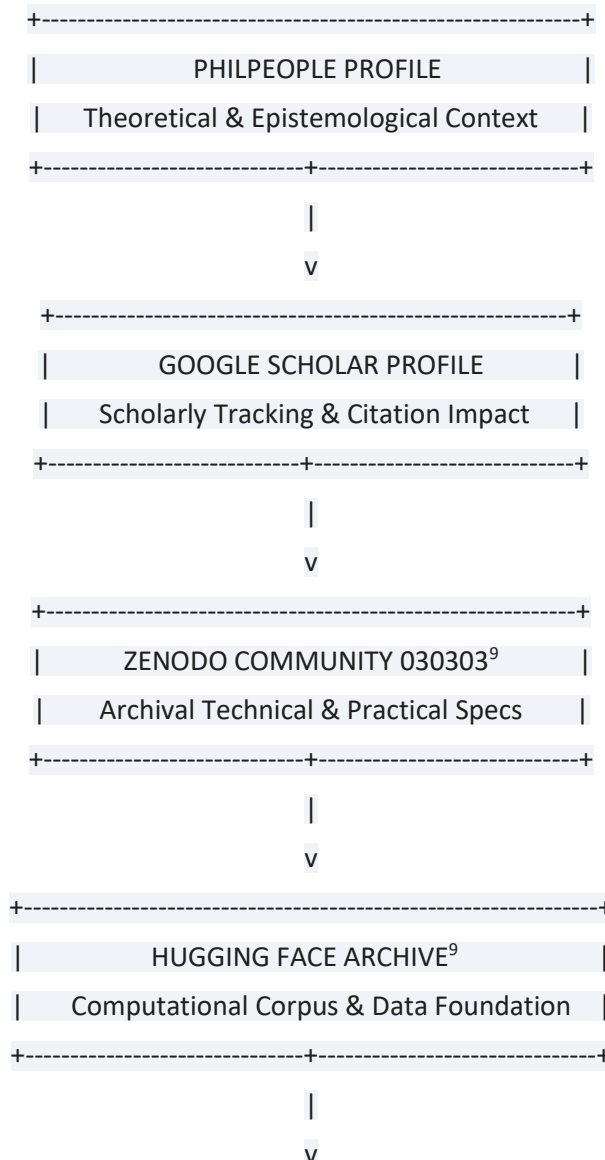 +------------------------------------------------------------+
| PHILPEOPLE PROFILE |
| Theoretical & Epistemological Context |
+-----------------------------+------------------------------+
|
v
+----------------------------------------------------------+
| GOOGLE SCHOLAR PROFILE |
| Scholarly Tracking & Citation Impact |
+----------------------------+-----------------------------+
|
v
+------------------------------------------------------------+
| ZENODO COMMUNITY 030303⁹ |
| Archival Technical & Practical Specs |
+-----------------------------+------------------------------+
|
v
+----------------------------------------------------------------+
| HUGGING FACE ARCHIVE⁹ |
| Computational Corpus & Data Foundation |
+-------------------------------+--------------------------------+
|
v